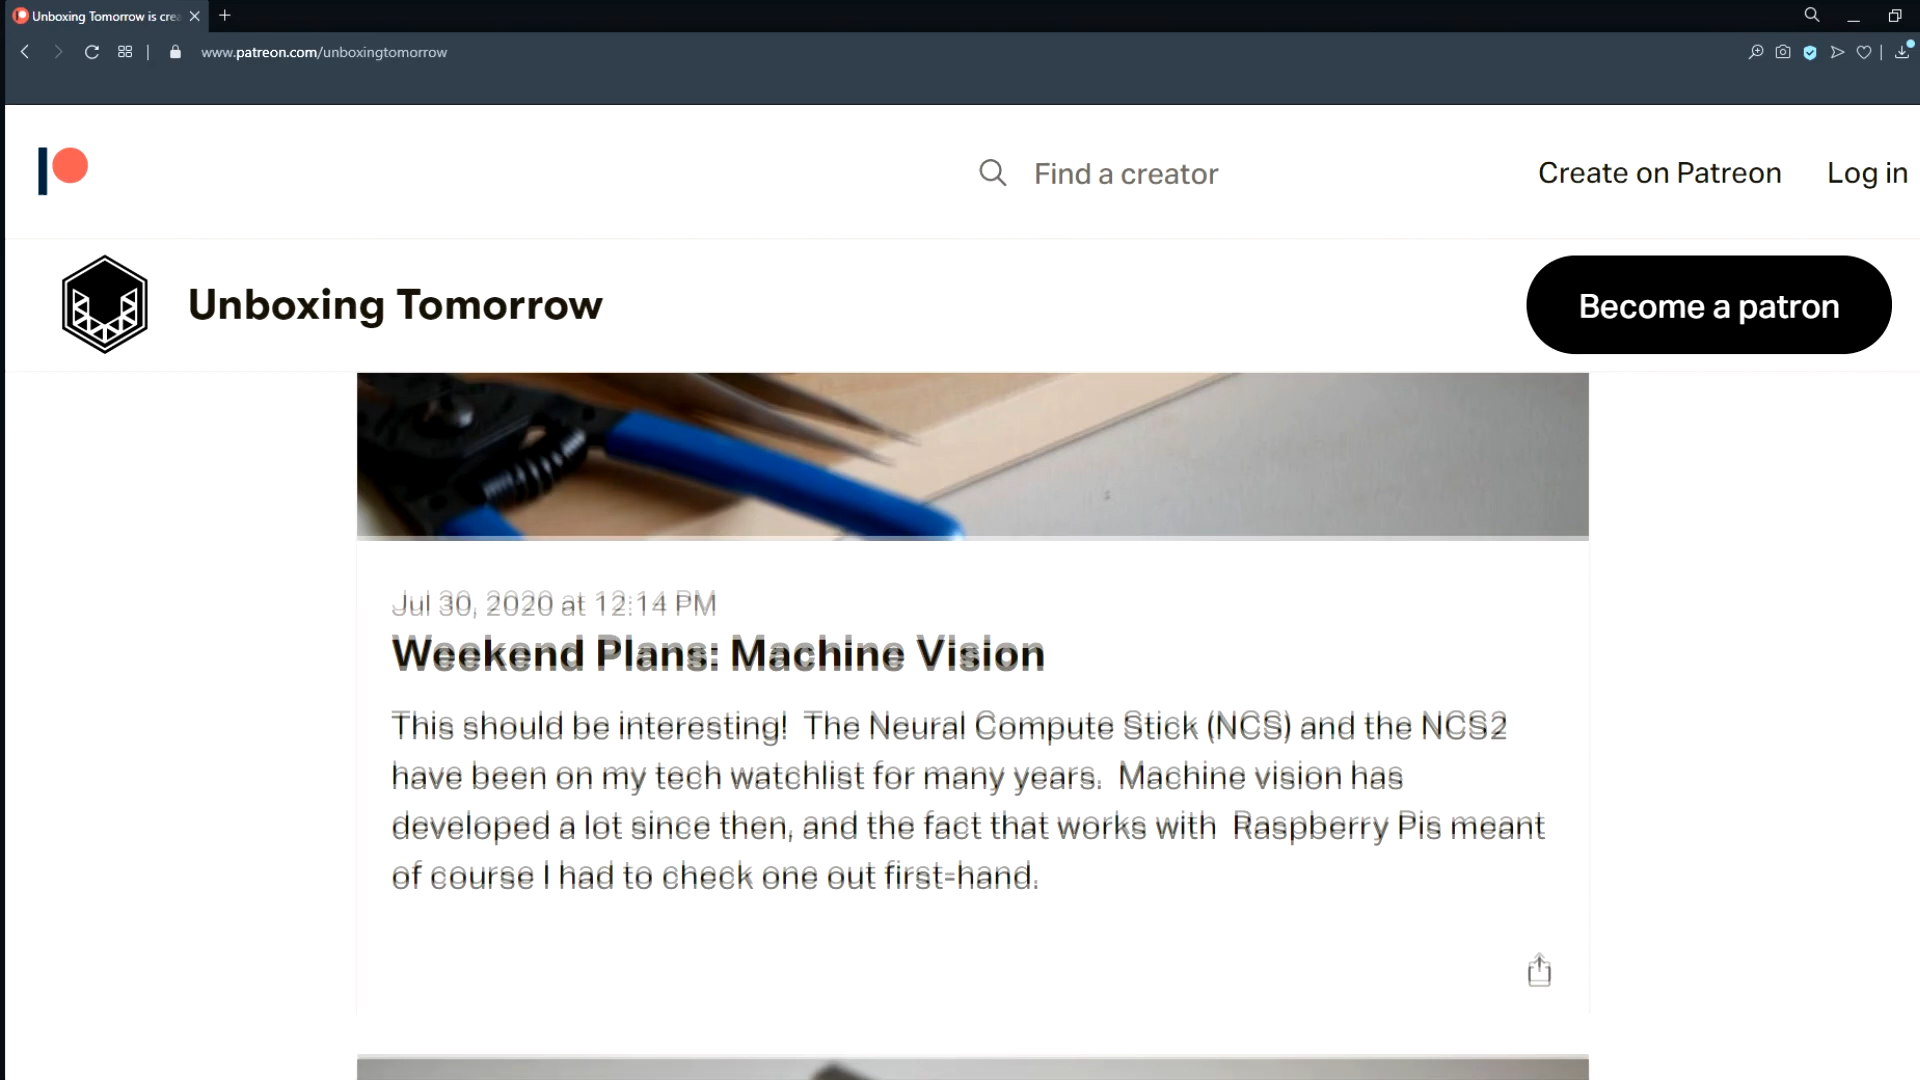 Unboxing Tomorrow is crea
www.patreon.com/unboxingtomorrow
Find a creator
Create on Patreon
Log in
Unboxing Tomorrow
Become a patron
Jul 30, 2020 at 12:14 PM
Weekend Plans: Machine Vision
This should be interesting!  The Neural Compute Stick (NCS) and the NCS2
have been on my tech watchlist for many years.  Machine vision has
developed a lot since then, and the fact that works with  Raspberry Pis meant
of course I had to check one out first-hand.